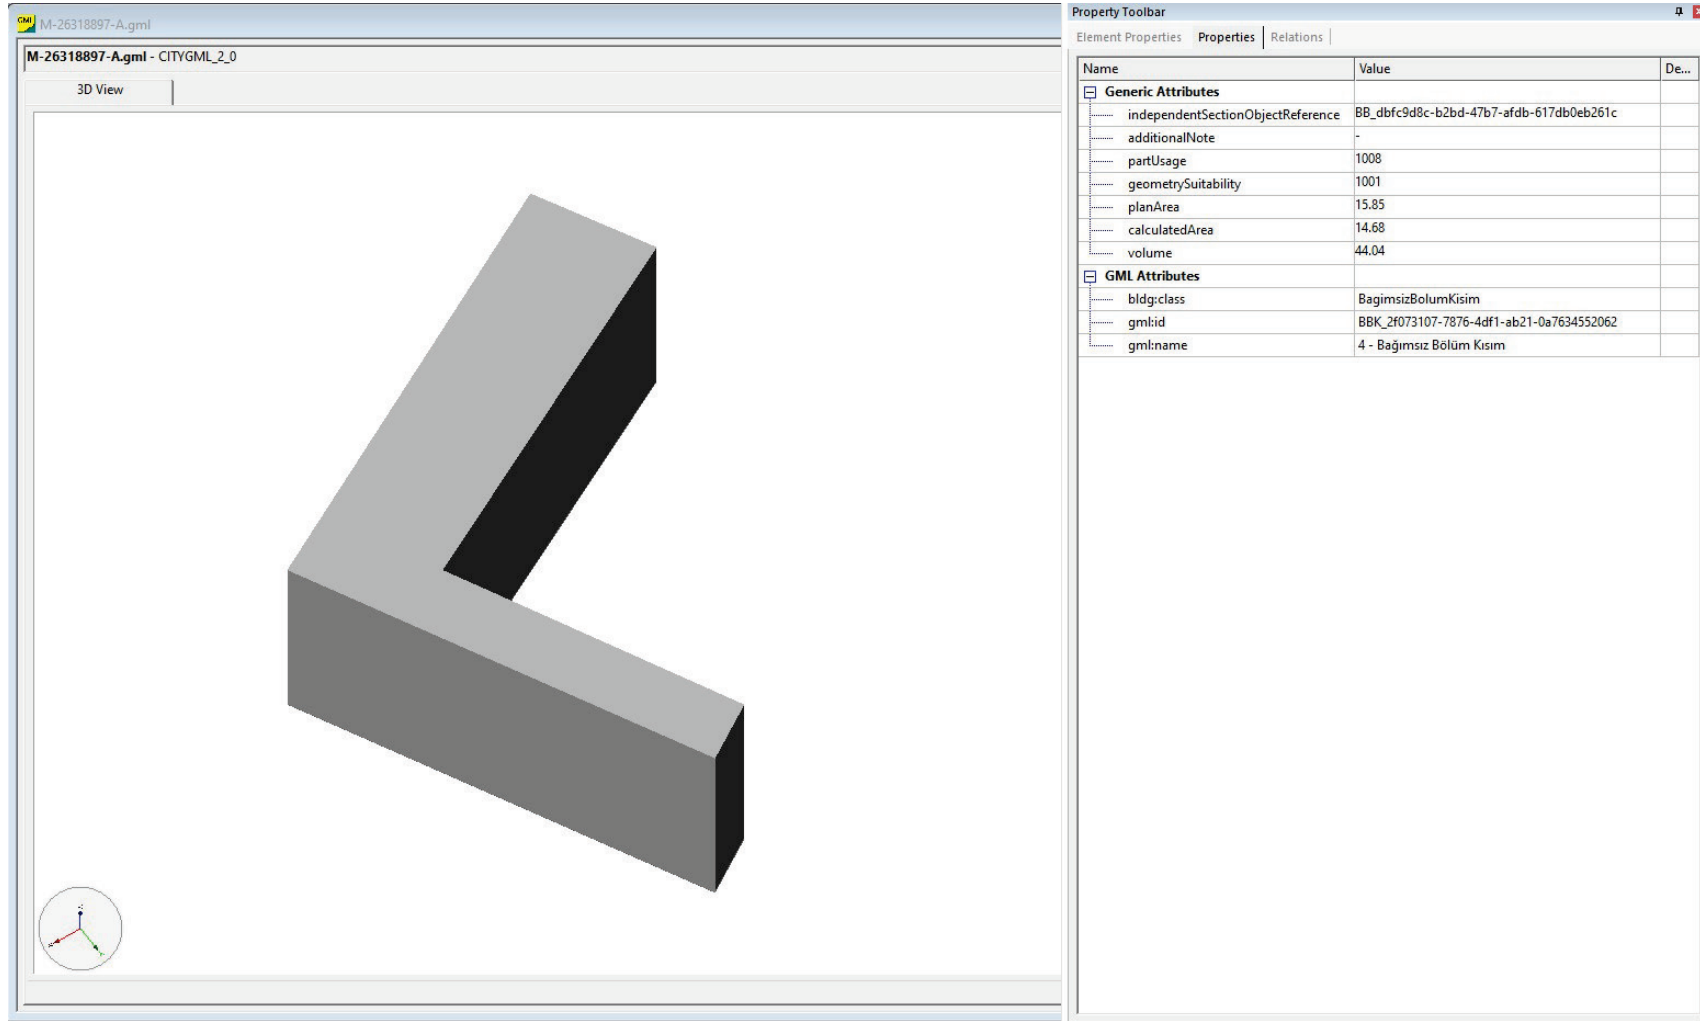 GMI M-26318897-A.gml
M-26318897-A.gml - CITYGML_2_0
3D View
Property Toolbar
Element Properties Properties Relations
Name Value De...
Generic Attributes
independentSectionObjectReference BB_dbfc9d8c-b2bd-47b7-afdb-617db0eb261c
additionalNote -
partUsage 1008
geometrySuitability 1001
planArea 15.85
calculatedArea 14.68
volume 44.04
GML Attributes
bldg:class BagimsizBolumKisim
gml:id BBK_2f073107-7876-4df1-ab21-0a7634552062
gml:name 4 - Bağımsız Bölüm Kısım